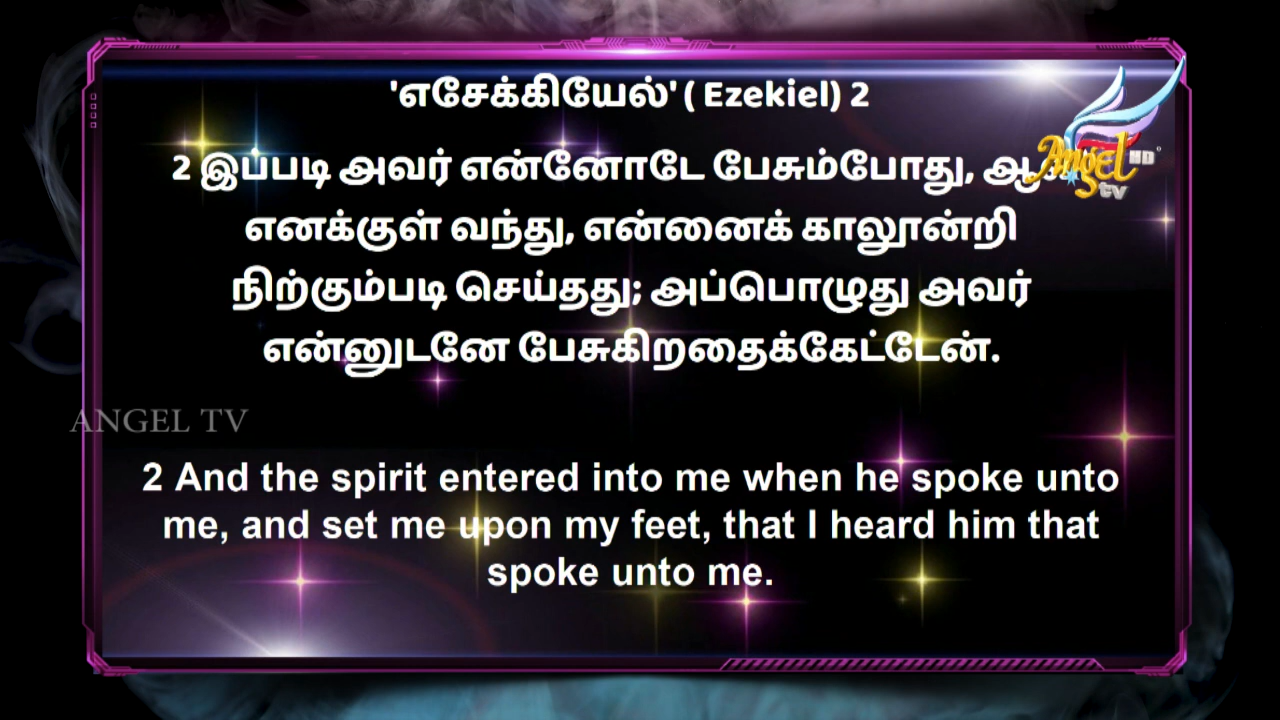 'எசேக்கியேல்' ( Ezekiel) 2
2 இப்படி அவர் என்னோடே பேசும்போது,
எனக்குள் வந்து, என்னைக் காலூன்றி
நிற்கும்படி செய்தது; அப்பொழுது அவர்
என்னுடனே பேசுகிறதைக்கேட்டேன்.
Angel HD
tv
ANGEL TV
2 And the spirit entered into me when he spoke unto
me, and set me upon my feet, that I heard him that
spoke unto me.